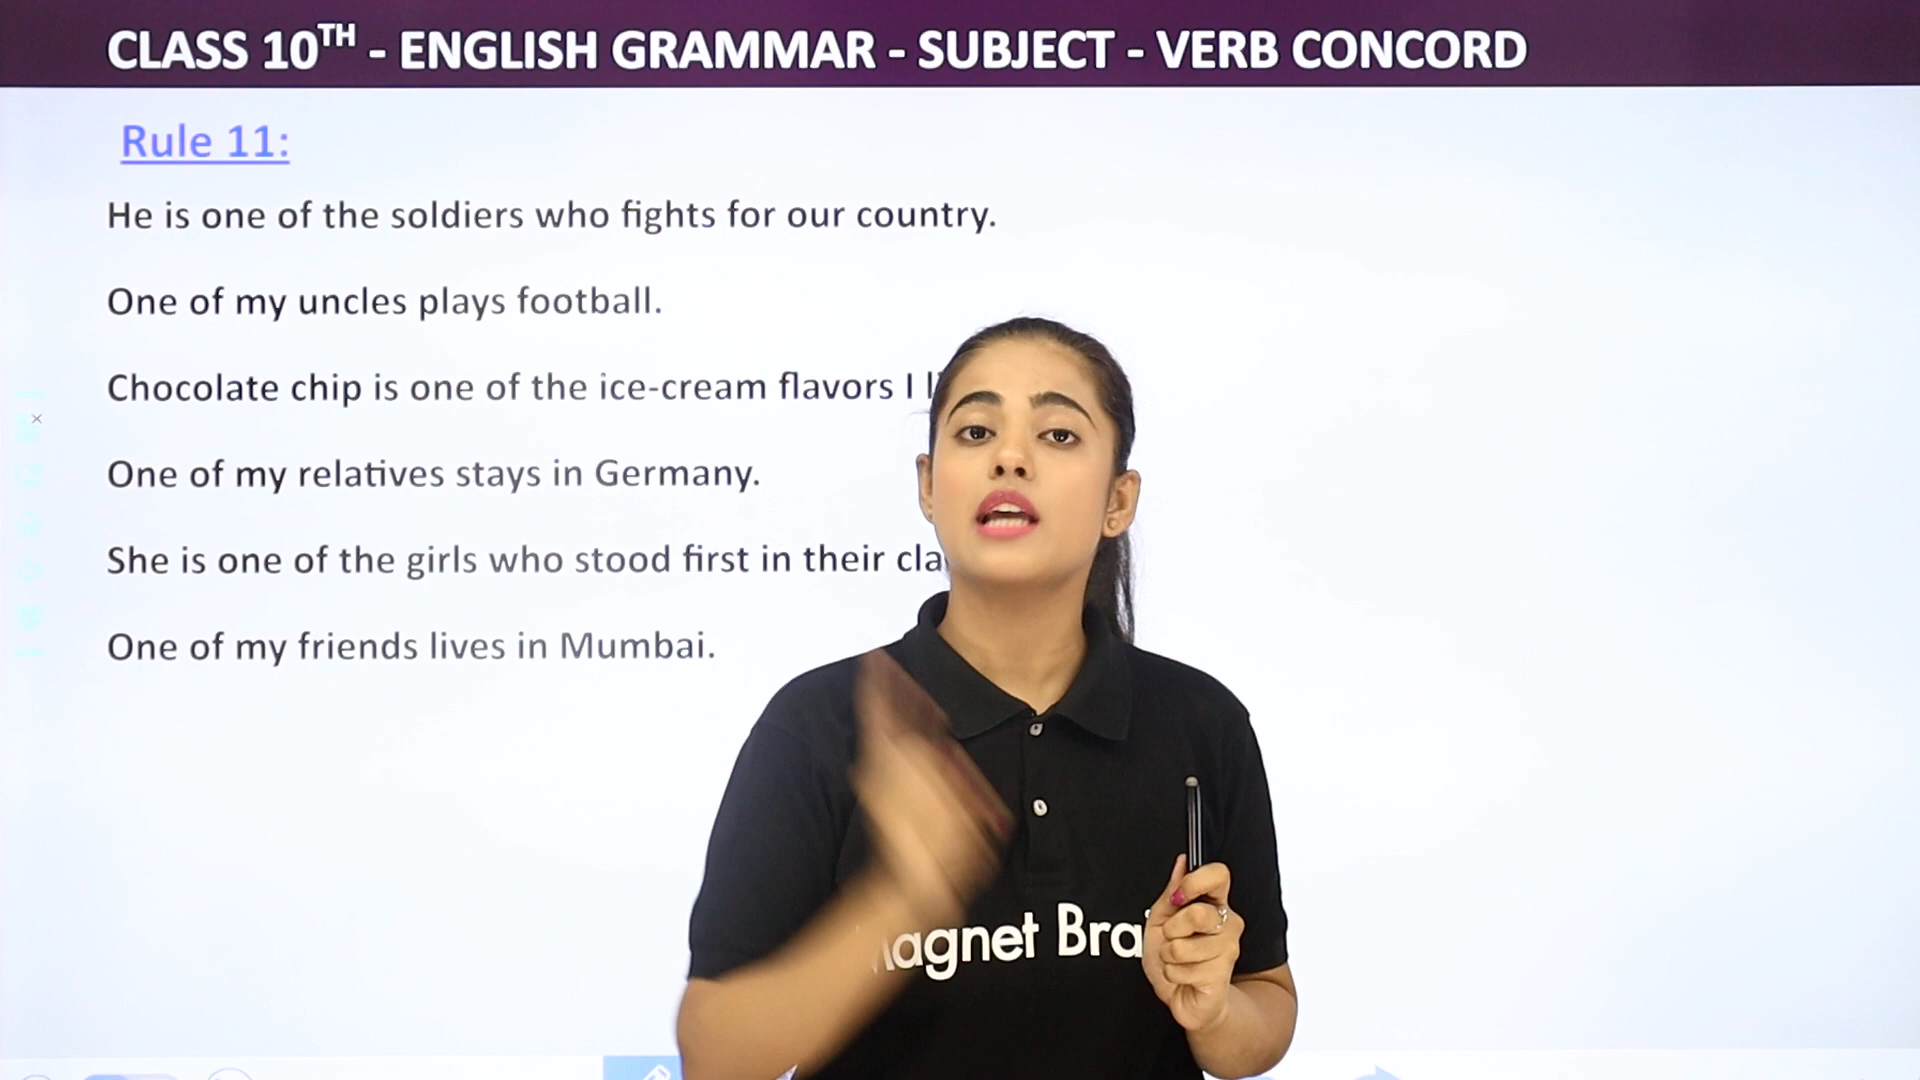 CLASS 10TH - ENGLISH GRAMMAR - SUBJECT - VERB CONCORD
Rule 11:
He is one of the soldiers who fights for our country.
One of my uncles plays football.
Chocolate chip is one of the ice-cream flavors I
One of my relatives stays in Germany.
She is one of the girls who stood first in their
One of my friends lives in Mumbai.
agnet Bra